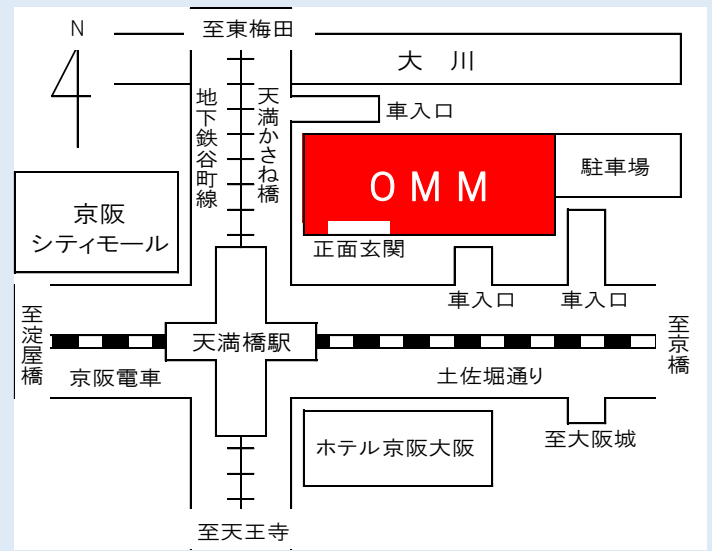 N
至東梅田
大 川
地下鉄谷町線
天満かさね橋
車入口
OMM
駐車場
京阪
シティモール
正面玄関
車入口
車入口
至淀屋橋
天満橋駅
至京橋
京阪電車
土佐堀通り
ホテル京阪大阪
至大阪城
至天王寺